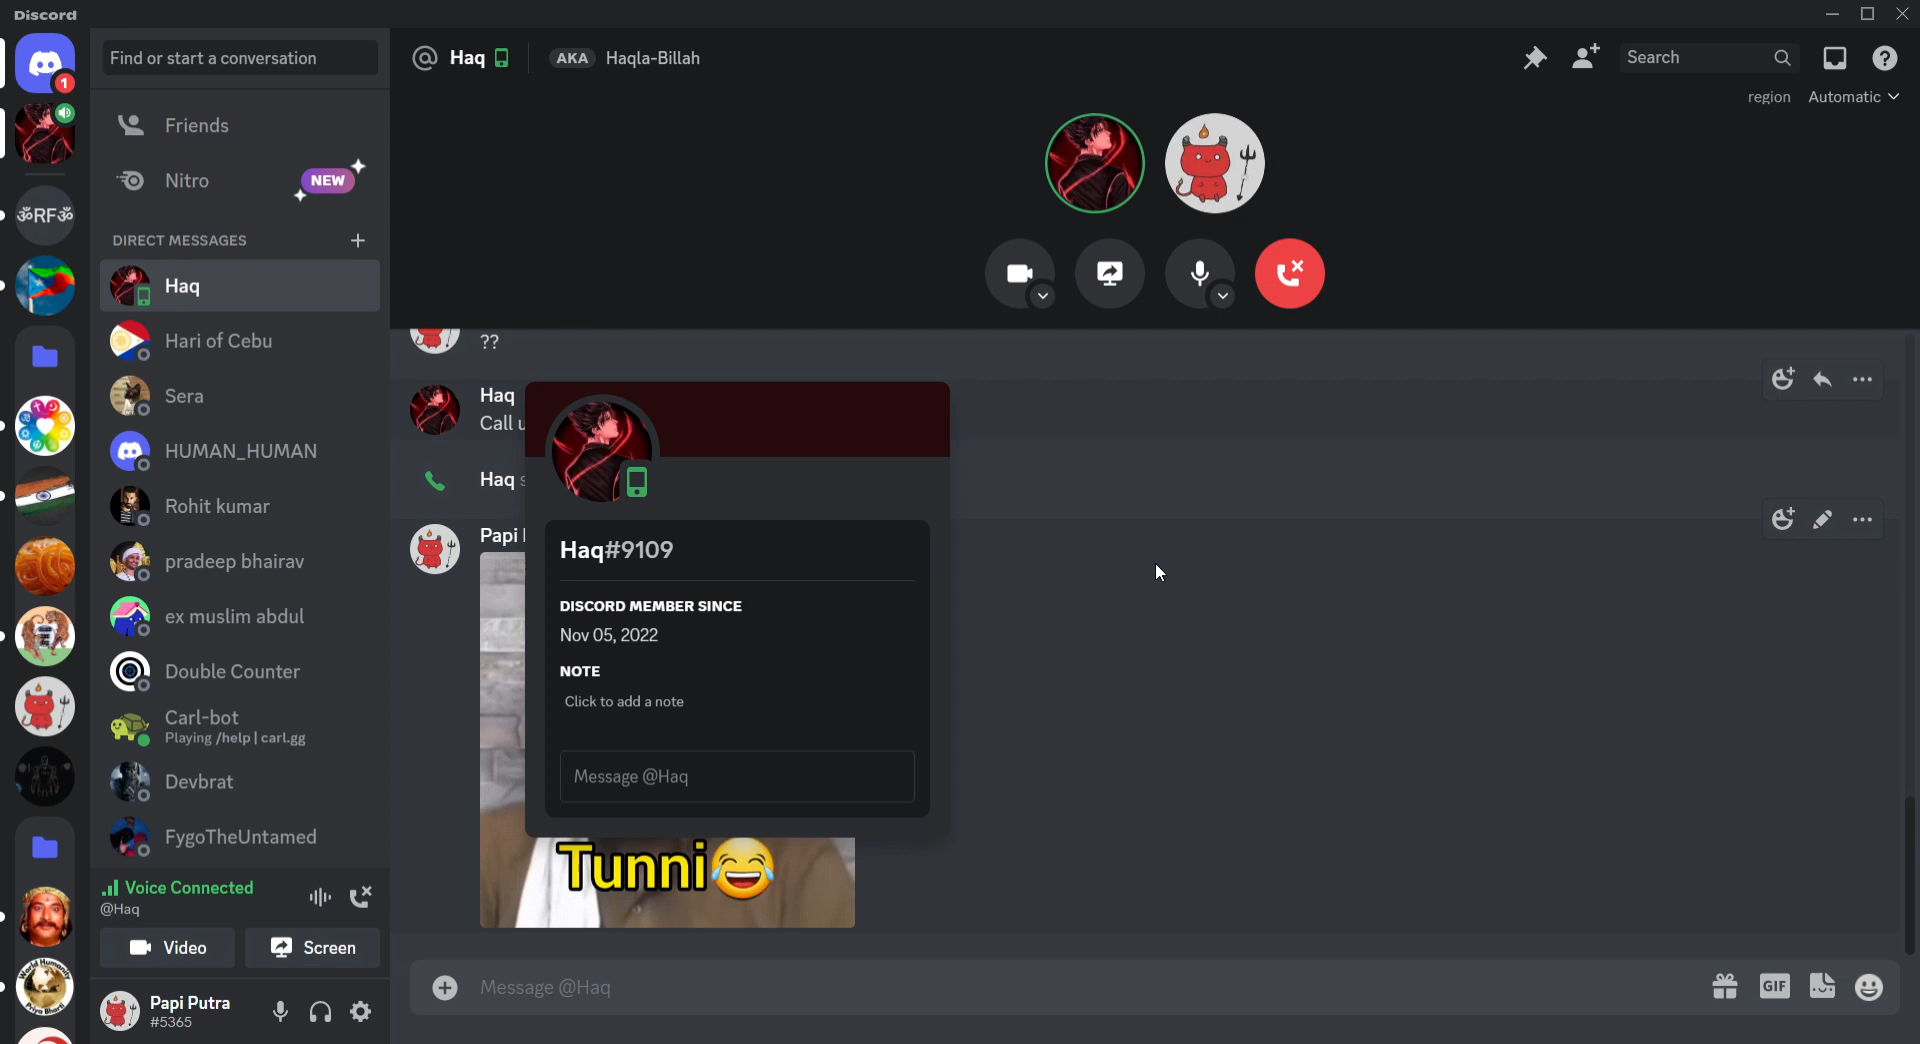 Discord
Find or start a conversation
Haq
AKA
Haqla-Billah
Search
region
Automatic
1
Friends
Nitro
NEW
ॐRFॐ
DIRECT MESSAGES
Haq
Hari of Cebu
Sera
HUMAN_HUMAN
Rohit kumar
pradeep bhairav
ex muslim abdul
Double Counter
Carl-bot
Playing /help | carl.gg
Devbrat
FygoTheUntamed
Voice Connected
@Haq
Video
Screen
Papi Putra
#5365
??
Haq
Call
Haq
Papi
Haq#9109
DISCORD MEMBER SINCE
Nov 05, 2022
NOTE
Click to add a note
Message @Haq
Tunni😂
Message @Haq
GIF